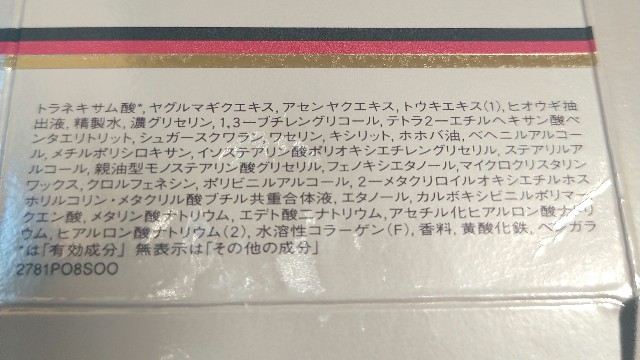 トラネキサム酸*, ヤグルマギクエキス, アセンヤクエキス, トウキエキス(1), ヒオウギ抽
出液, 精製水, 濃グリセリン, 1,3ーブチレングリコール, テトラ2ーエチルヘキサン酸ペ
ンタエリトリット, シュガースクワラン, ワセリン, キシリット, ホホバ油, ベヘニルアルコー
ル, メチルポリシロキサン, イソステアリン酸ポリオキシエチレングリセリル, ステアリルア
ルコール, 親油型モノステアリン酸グリセリル, フェノキシエタノール, マイクロクリスタリン
ワックス, クロルフェネシン, ポリビニルアルコール, 2ーメタクリロイルオキシエチルホス
ホリルコリン・メタクリル酸ブチル共重合体液, エタノール, カルボキシビニルポリマー,
クエン酸, メタリン酸ナトリウム, エデト酸二ナトリウム, アセチル化ヒアルロン酸ナトリ
ウム, ヒアルロン酸ナトリウム(2), 水溶性コラーゲン(F), 香料, 黄酸化鉄, ベンガラ
*は「有効成分」 無表示は「その他の成分」
2781PO8SOO